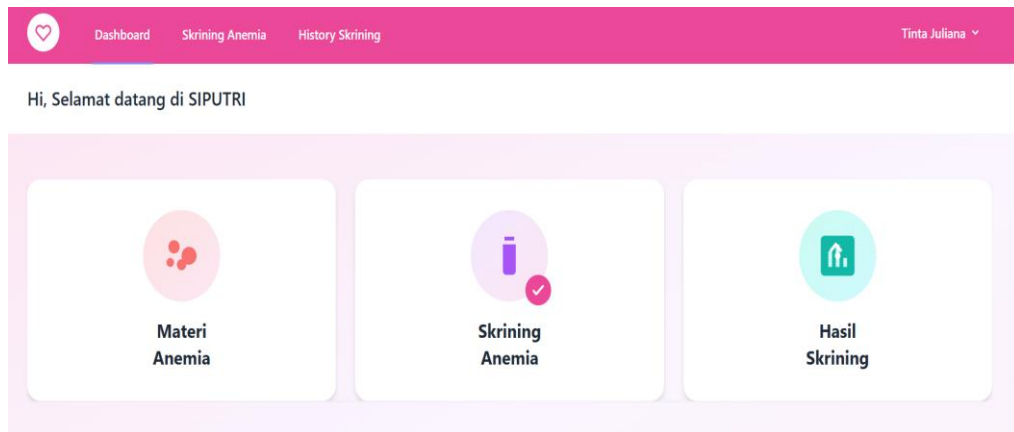 Dashboard Skrining Anemia History Skrining Tinta Juliana
Hi, Selamat datang di SIPUTRI
Materi
Anemia
Skrining
Anemia
Hasil
Skrining